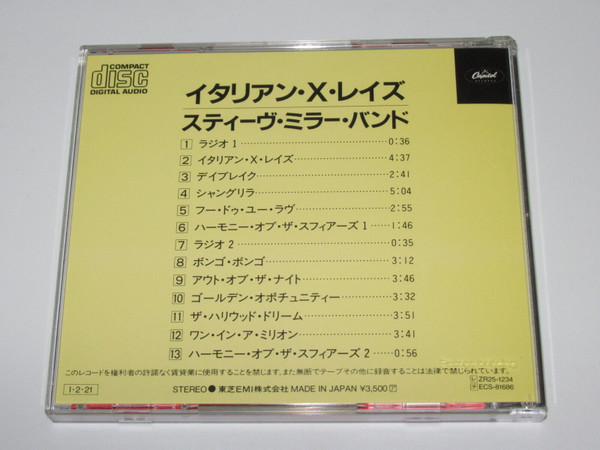 COMPACT
disc
DIGITAL AUDIO
Capitol
イタリアン・X・レイズ
スティーヴ・ミラー・バンド
1 ラジオ 1 0:36
2 イタリアン・X・レイズ 4:37
3 デイブレイク 2:41
4 シャングリラ 5:04
5 フー・ドゥ・ユー・ラヴ 2:55
6 ハーモニー・オブ・ザ・スフィアーズ 1 1:46
7 ラジオ 2 0:35
8 ボンゴ・ボンゴ 3:12
9 アウト・オブ・ザ・ナイト 3:46
10 ゴールデン・オポチュニティー 3:32
11 ザ・ハリウッド・ドリーム 3:51
12 ワン・イン・ア・ミリオン 3:41
13 ハーモニー・オブ・ザ・スフィアーズ 2 0:56
このレコードを権利者の許諾なく賃貸業に使用することを禁じます。また無断でテープその他に録音することは法律で禁じられています。
I-2-21
STEREO 東芝EMI株式会社 MADE IN JAPAN ¥3,500
ZR25-1234
ECS-81686